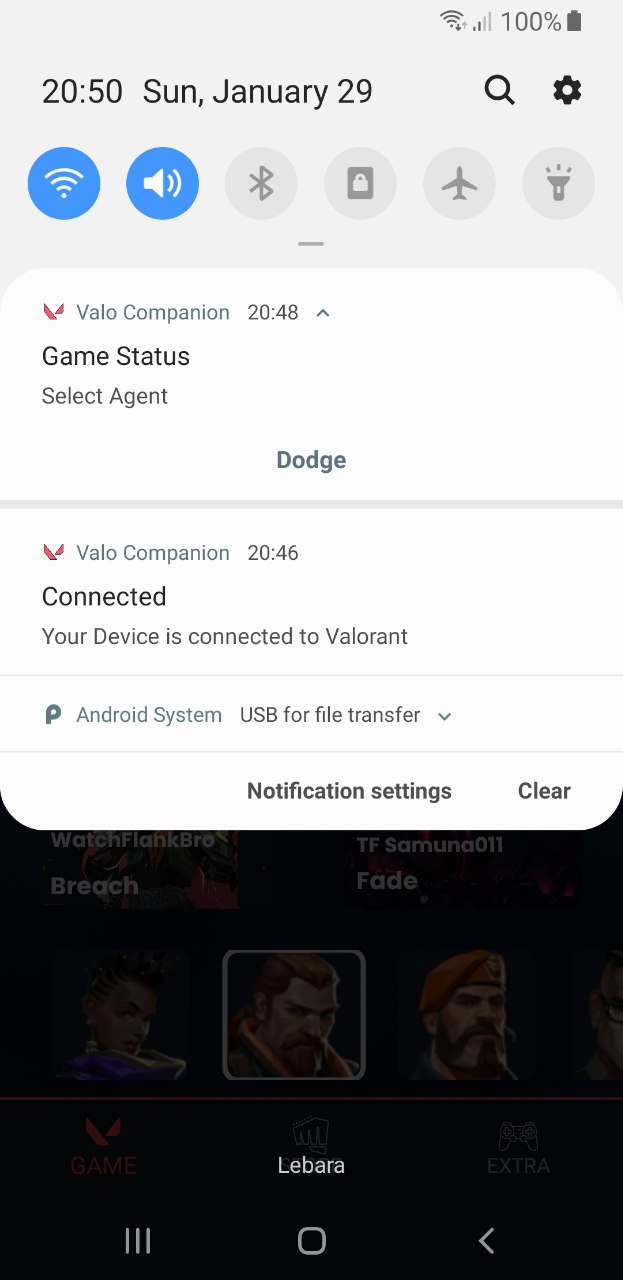 100%
20:50 Sun, January 29
Valo Companion 20:48
Game Status
Select Agent
Dodge
Valo Companion 20:46
Connected
Your Device is connected to Valorant
Android System USB for file transfer
Notification settings Clear
WatchFlankBro TF Samuna011
Breach Fade
GAME Lebara EXTRA